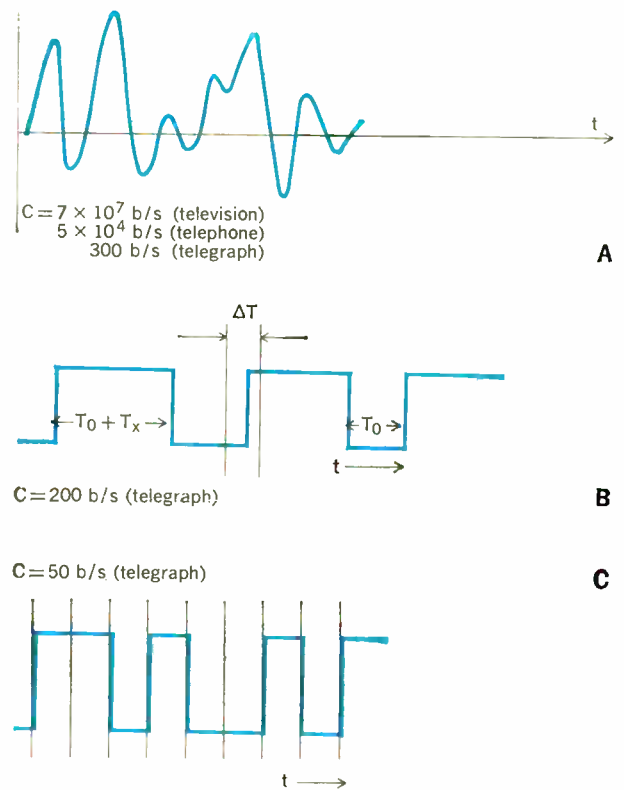 t
C = 7 × 10⁷ b/s (television)
5 × 10⁴ b/s (telephone)
300 b/s (telegraph)
A
ΔT
T₀ + Tₓ
T₀
t
C = 200 b/s (telegraph)
B
C = 50 b/s (telegraph)
C
t